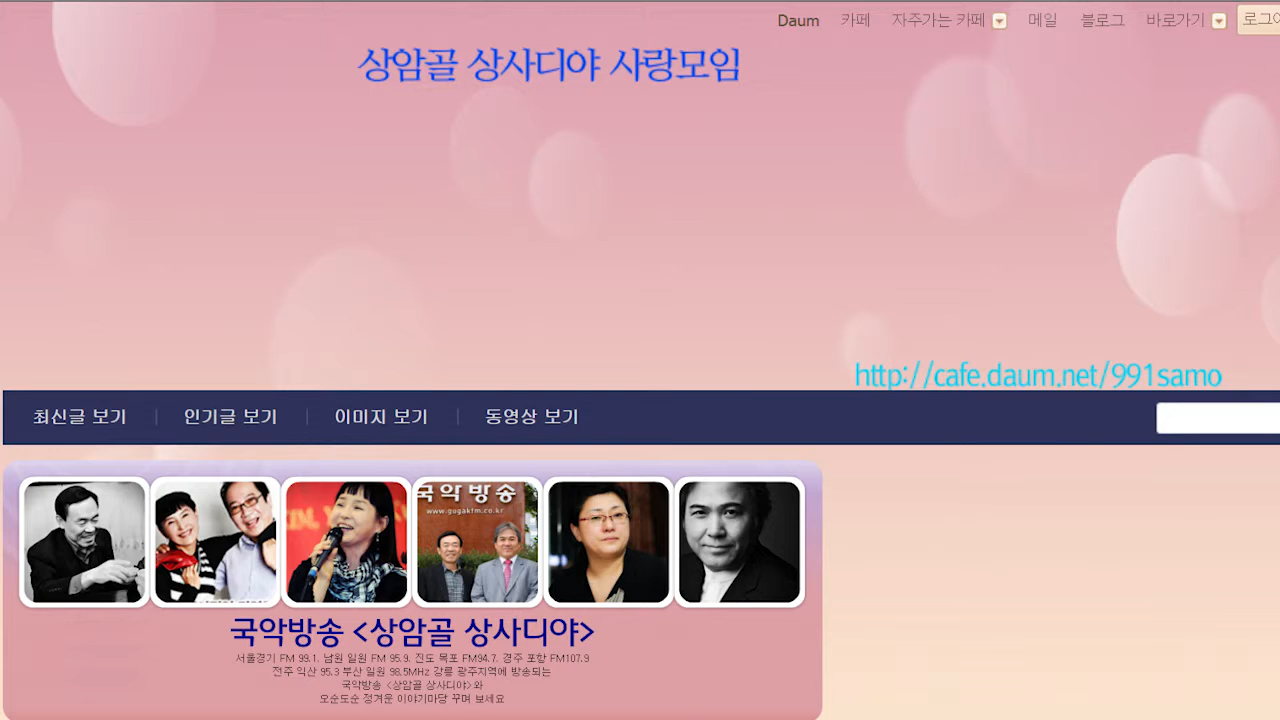 Daum 카페 자주가는 카페 메일 블로그 바로가기
상암골 상사디야 사랑모임
http://cafe.daum.net/991samo
최신글 보기 | 인기글 보기 | 이미지 보기 | 동영상 보기
국악방송
www.gugakfm.co.kr
국악방송 <상암골 상사디야>
서울경기 FM 99.1. 남원 일원 FM 95.9. 진도 목포 FM94.7. 경주 포항 FM107.9
전주 익산 95.3 부산 일원 98.5MHz 강릉 광주지역에 방송되는
국악방송 <상암골 상사디야>와
오순도순 정겨운 이야기마당 꾸며 보세요